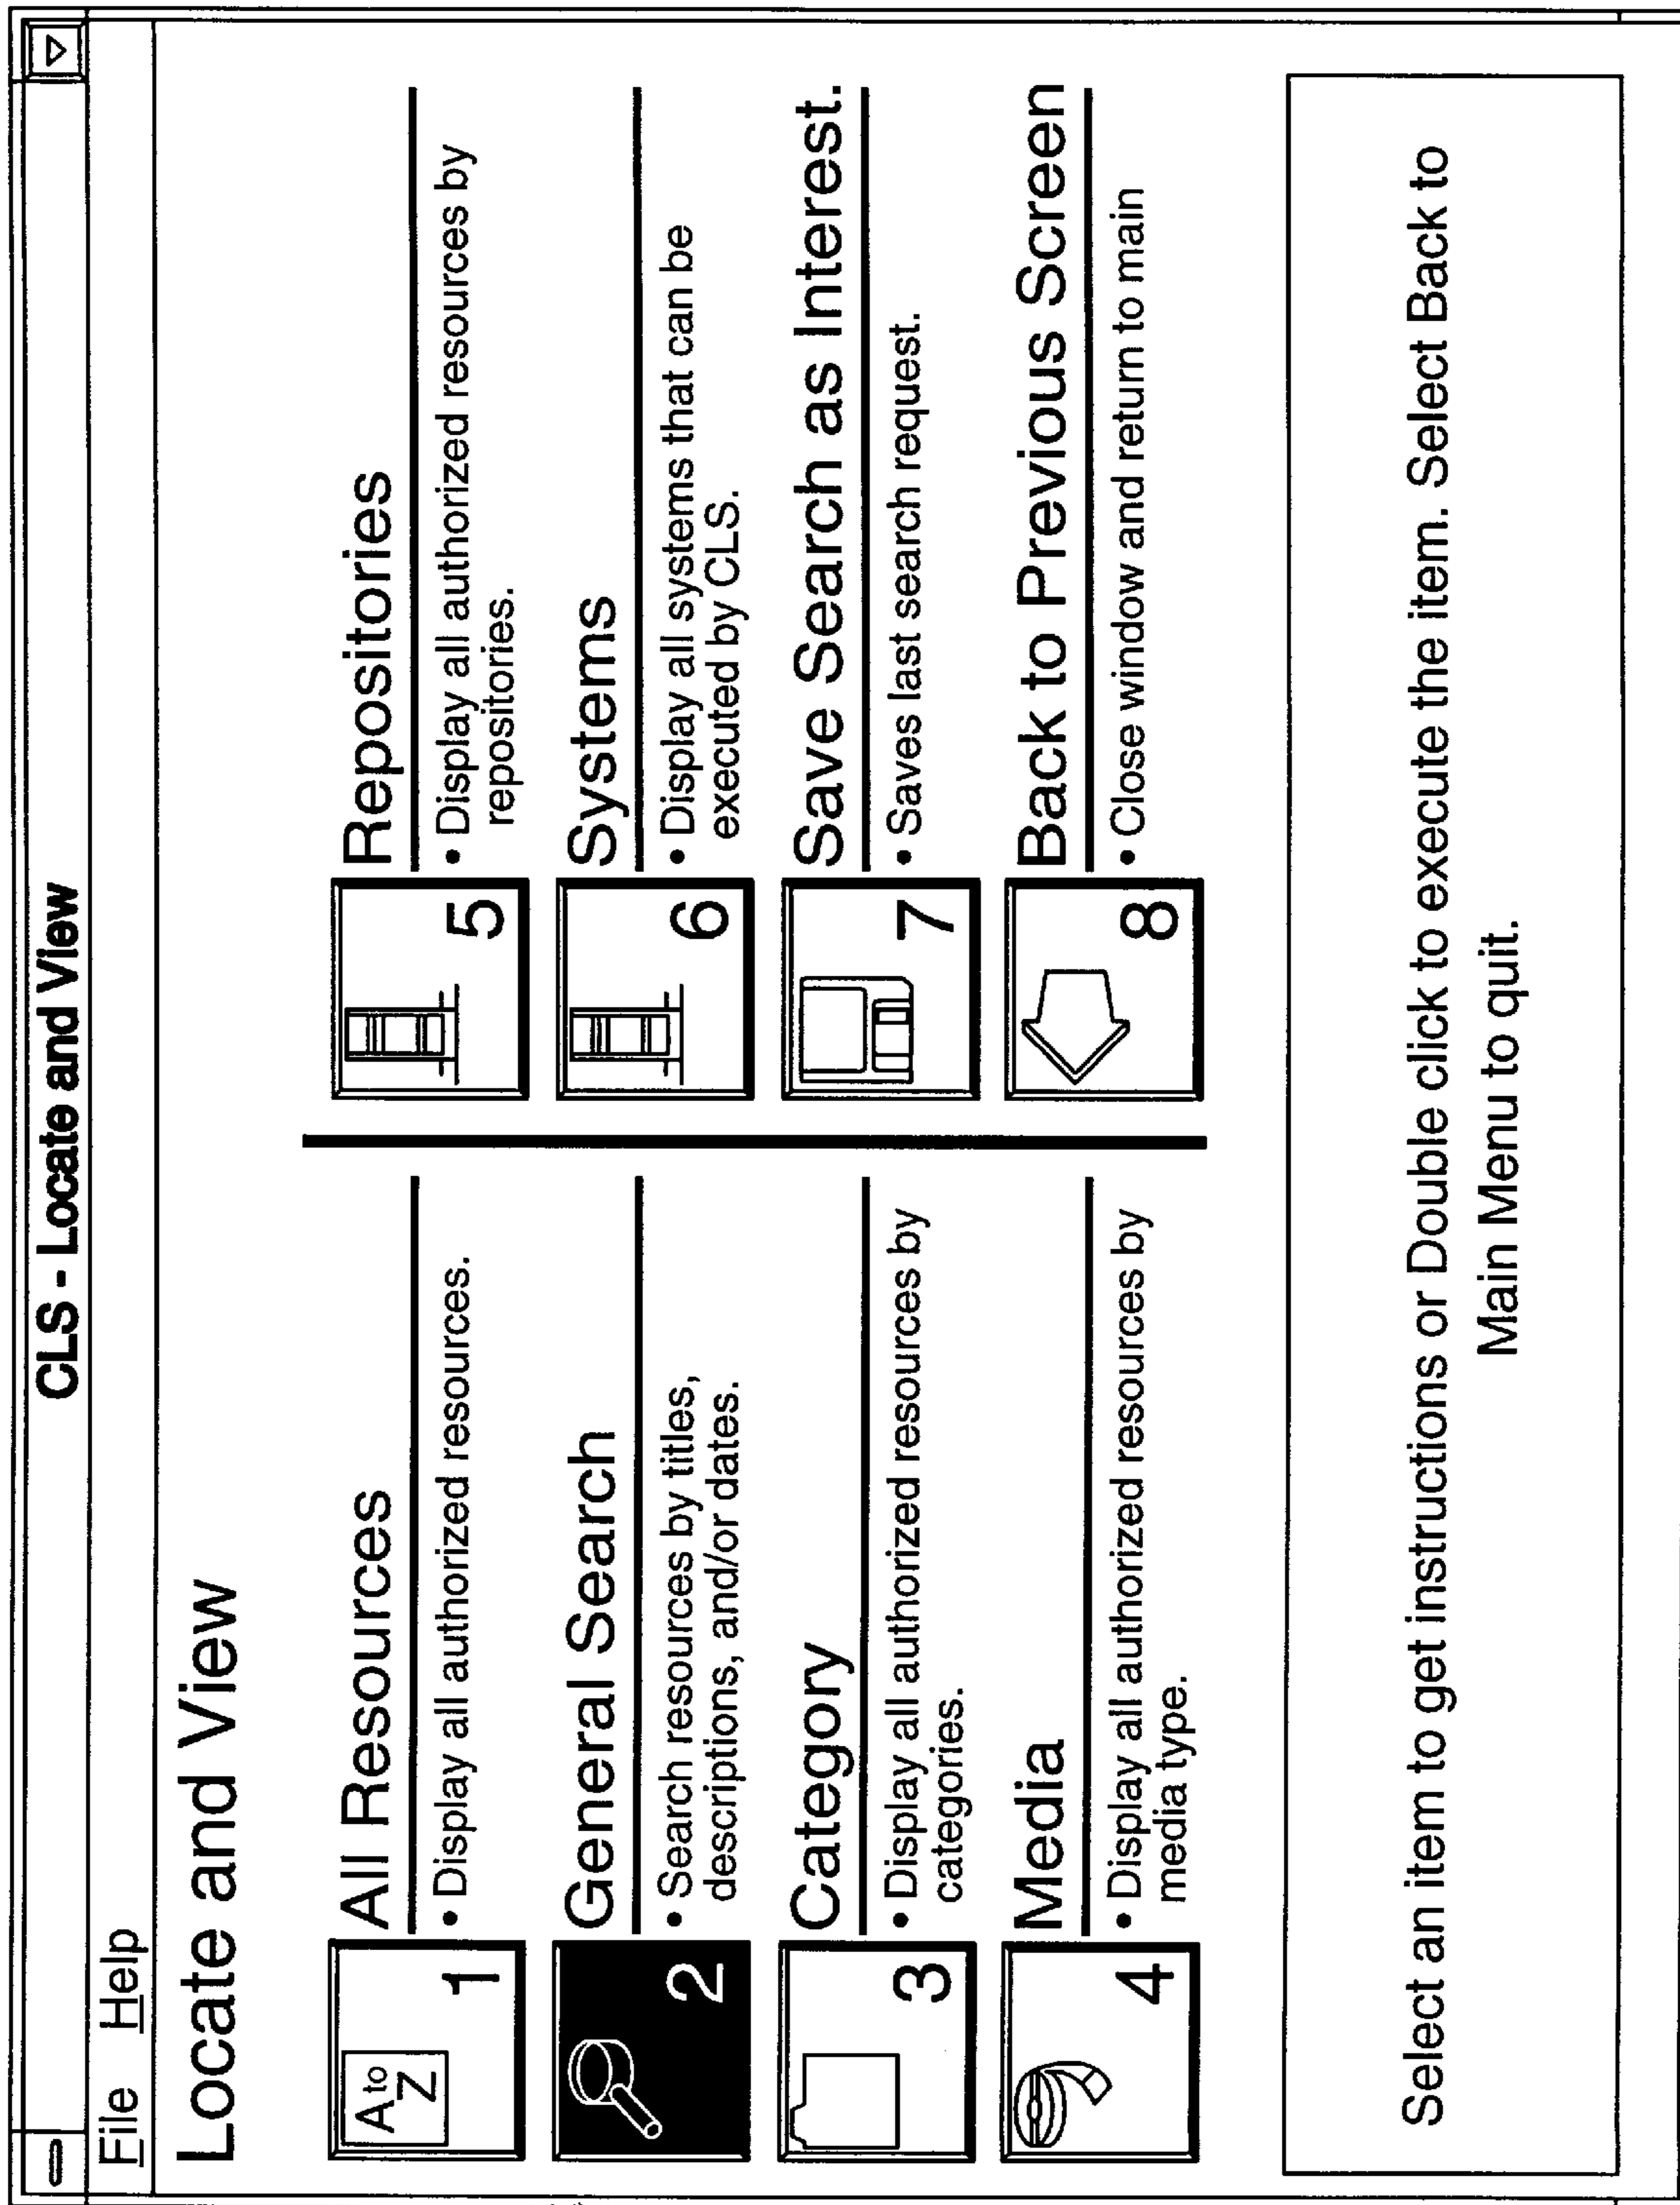 CLS - Locate and View
File Help
Locate and View
A to
Z
1
All Resources
• Display all authorized resources.
2
General Search
• Search resources by titles,
descriptions, and/or dates.
3
Category
• Display all authorized resources by
categories.
4
Media
• Display all authorized resources by
media type.
5
Repositories
• Display all authorized resources by
repositories.
6
Systems
• Display all systems that can be
executed by CLS.
7
Save Search as Interest.
• Saves last search request.
8
Back to Previous Screen
• Close window and return to main
Select an item to get instructions or Double click to execute the item. Select Back to
Main Menu to quit.